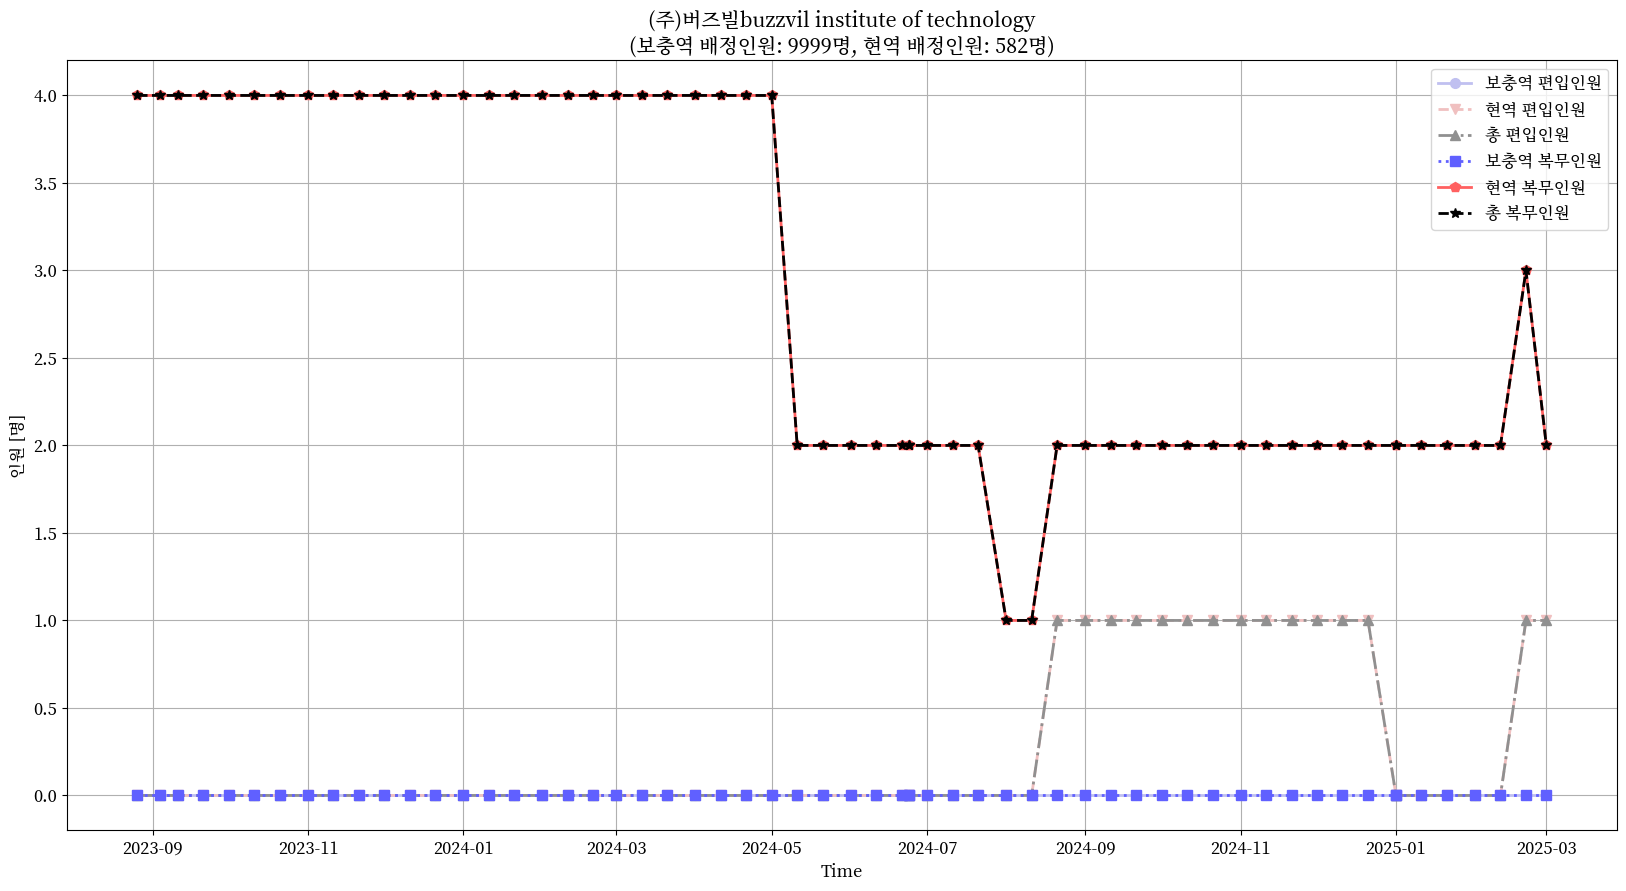 (주)버즈빌buzzvil institute of technology
(보충역 배정인원: 9999명, 현역 배정인원: 582명)
보충역 편입인원
현역 편입인원
총 편입인원
보충역 복무인원
현역 복무인원
총 복무인원
인원 [명]
4.0
3.5
3.0
2.5
2.0
1.5
1.0
0.5
0.0
2023-09 2023-11 2024-01 2024-03 2024-05 2024-07 2024-09 2024-11 2025-01 2025-03
Time